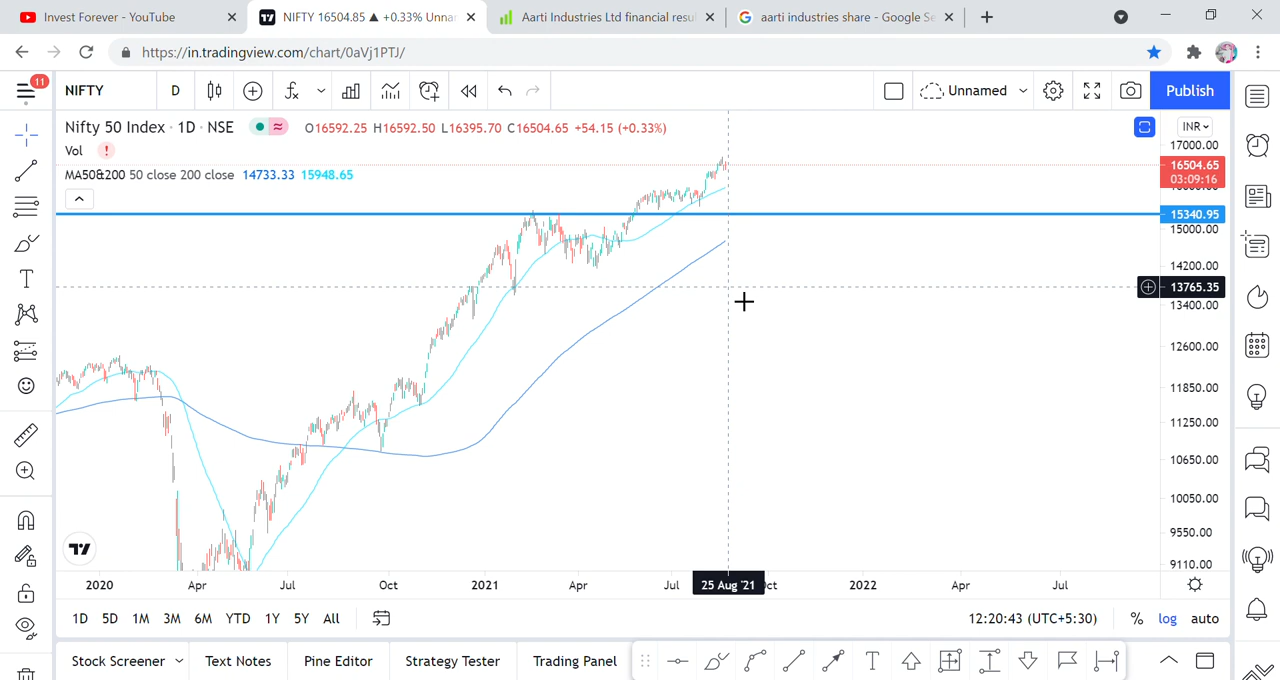 Invest Forever - YouTube
NIFTY 16504.85 ▲ +0.33% Unnar
Aarti Industries Ltd financial resul
aarti industries share - Google Se
https://in.tradingview.com/chart/0aVj1PTJ/
11
NIFTY
D
Unnamed
Publish
Nifty 50 Index · 1D · NSE
O16592.25 H16592.50 L16395.70 C16504.65 +54.15 (+0.33%)
INR
Vol
!
MA50&200 50 close 200 close 14733.33 15948.65
17000.00
16504.65
03:09:16
15340.95
15000.00
14200.00
13765.35
13400.00
12600.00
11850.00
11250.00
10650.00
10050.00
9550.00
9110.00
2020 Apr Jul Oct 2021 Apr Jul 25 Aug '21 2022 Apr Jul
1D 5D 1M 3M 6M YTD 1Y 5Y All
12:20:43 (UTC+5:30) % log auto
Stock Screener Text Notes Pine Editor Strategy Tester Trading Panel